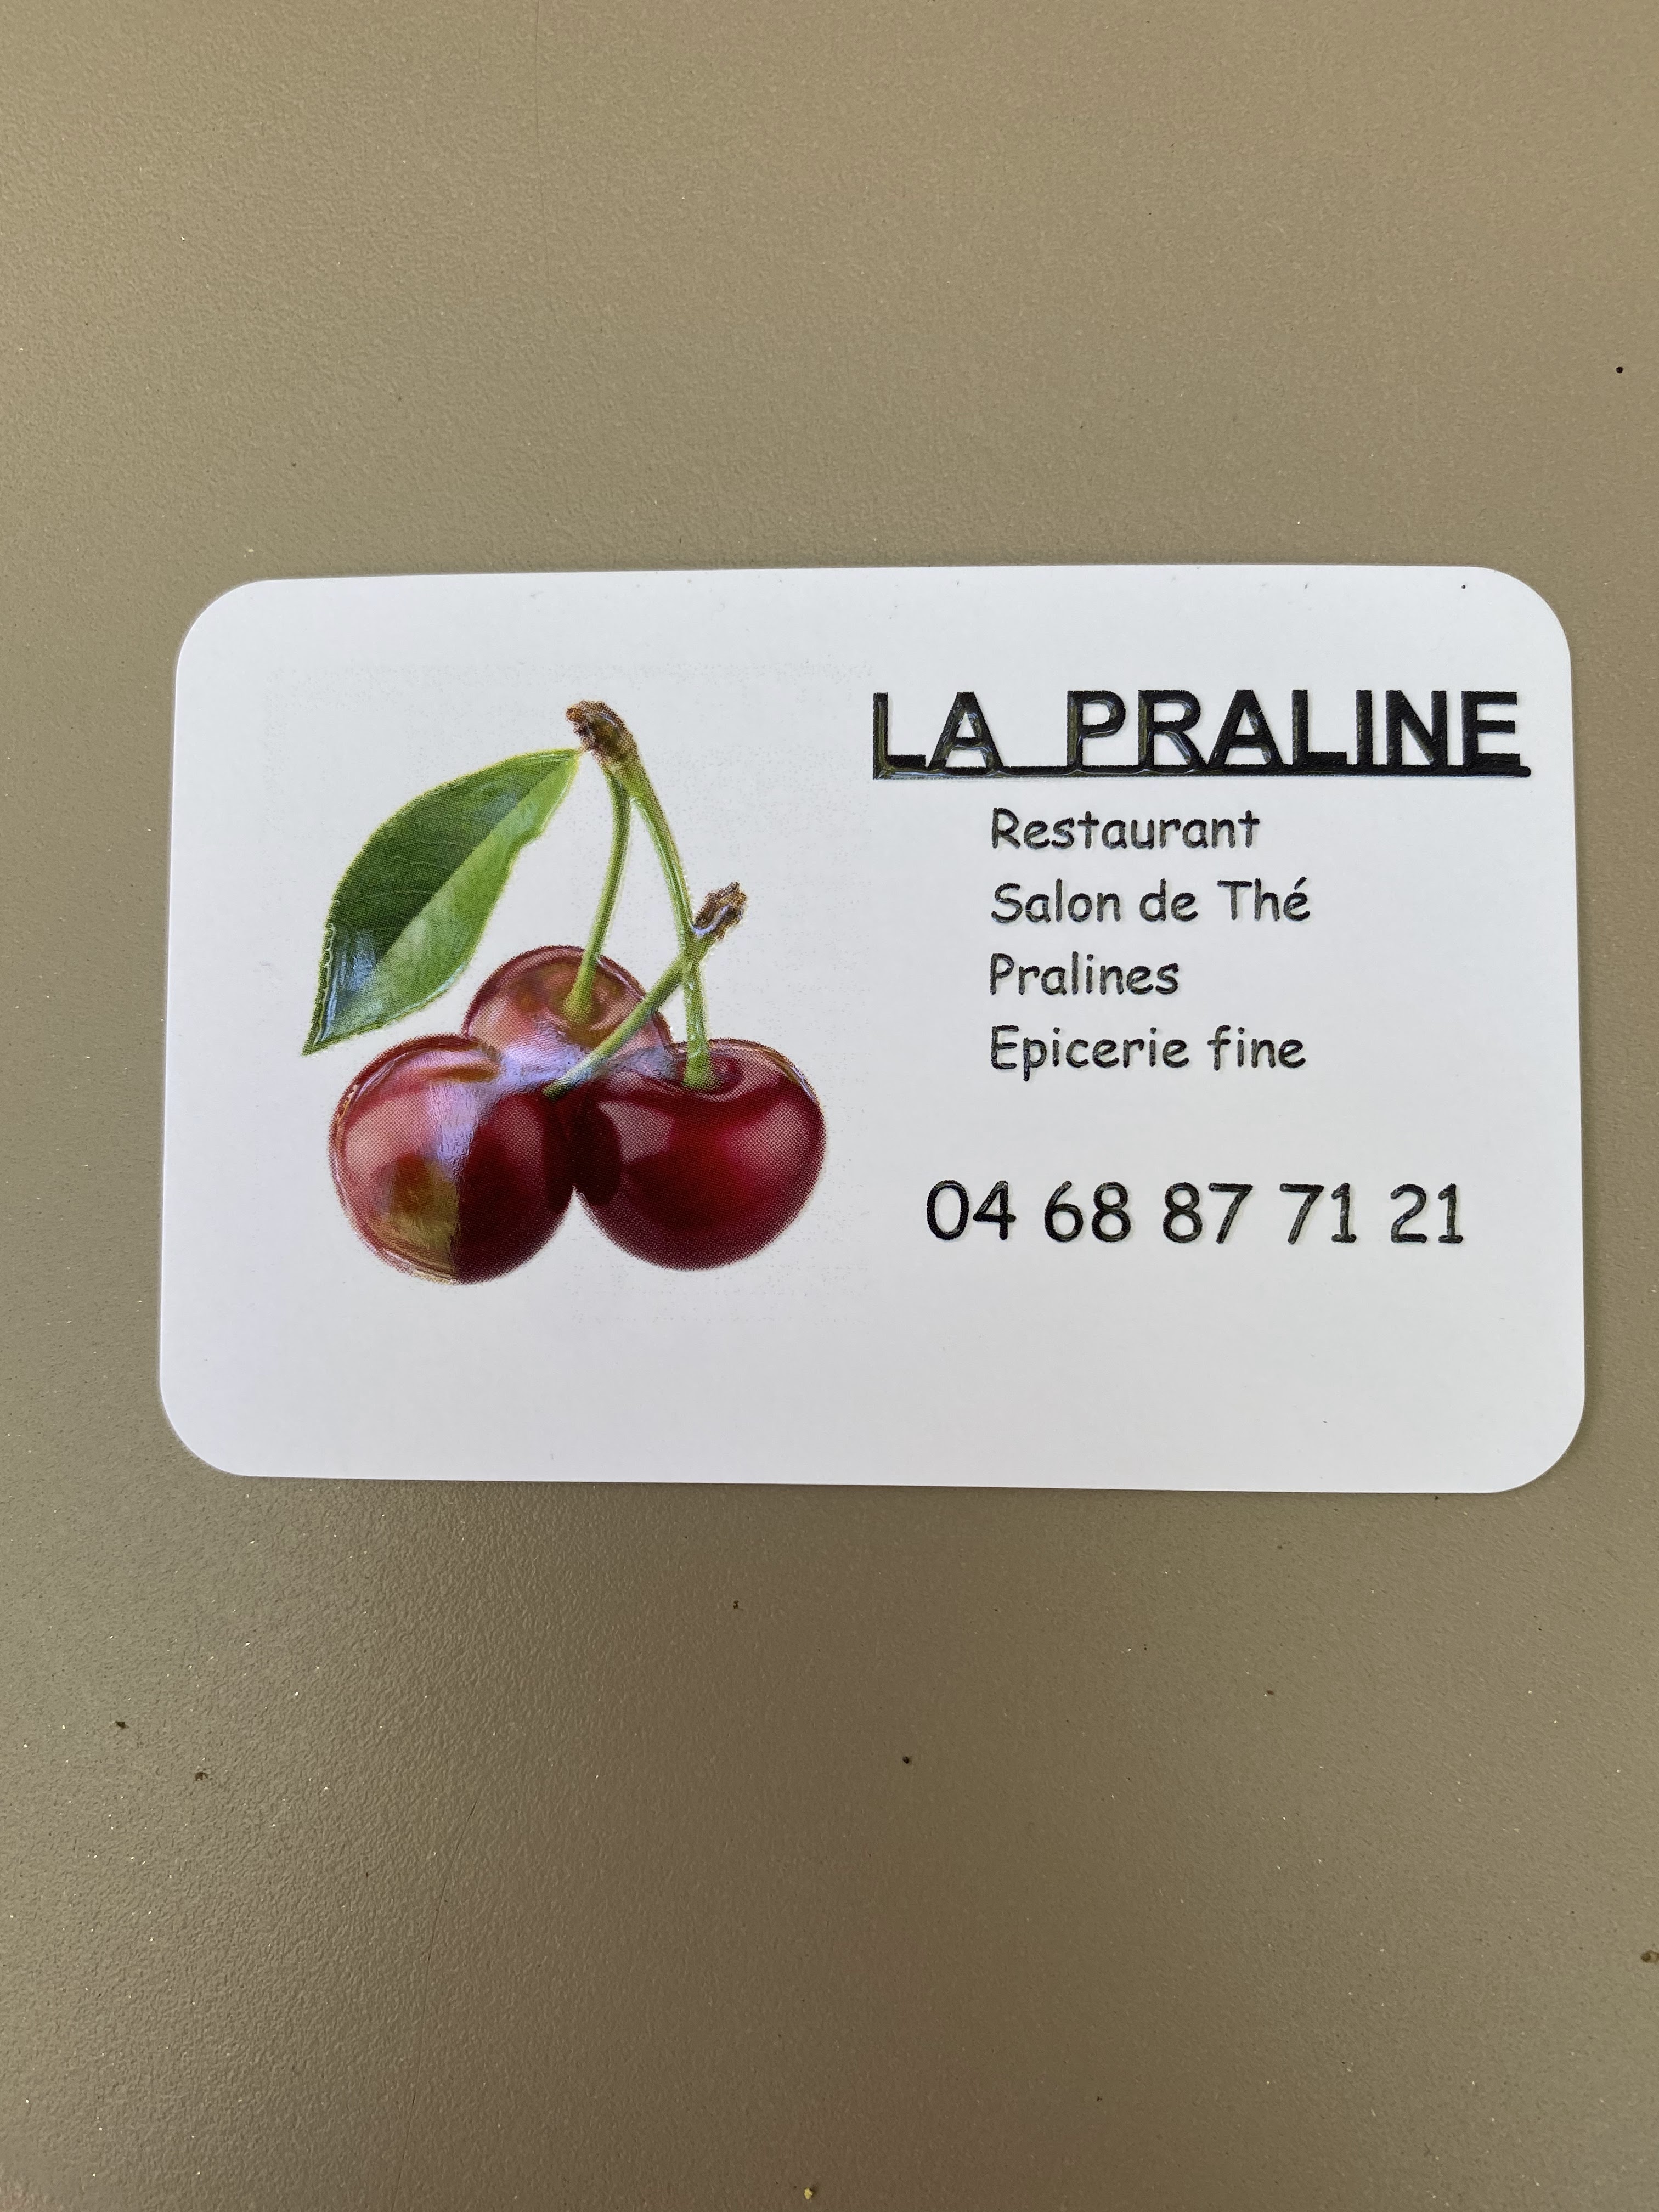 LA PRALINE
Restaurant
Salon de Thé
Pralines
Epicerie fine
04 68 87 71 21